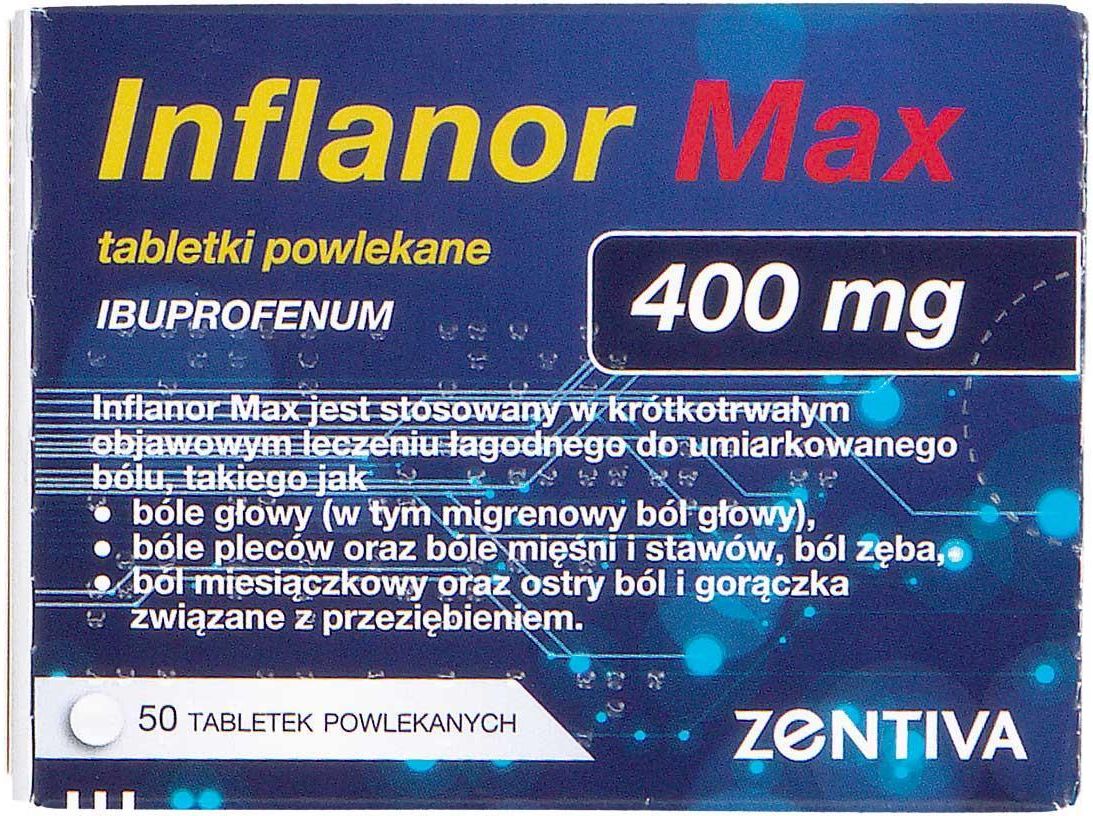 Inflanor Max
tabletki powlekane
IBUPROFENUM
400 mg
Inflanor Max jest stosowany w krótkotrwałym
objawowym leczeniu łagodnego do umiarkowanego
bólu, takiego jak
• bóle głowy (w tym migrenowy ból głowy),
• bóle pleców oraz bóle mięśni i stawów, ból zęba,
• ból miesiączkowy oraz ostry ból i gorączka
związane z przeziębieniem.
50 TABLETEK POWLEKANYCH
ZENTIVA